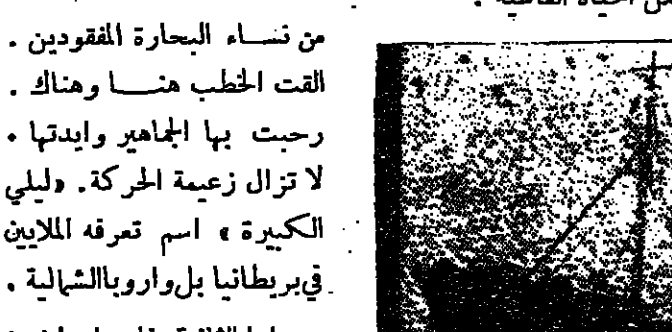 من نساء البحارة المفقودين .
القت الخطب هنا وهناك .
رحبت بها الجماهير وايدتها .
لا تزال زعيمة الحركة . «ليلي
الكبيرة» اسم تعرفه الملايين
في بريطانيا بل واروبا الشمالية .